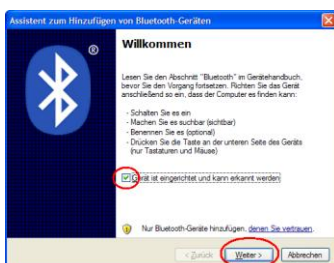 Assistent zum Hinzufügen von Bluetooth-Geräten
Willkommen
Lesen Sie den Abschnitt "Bluetooth" im Gerätehandbuch,
bevor Sie den Vorgang fortsetzen. Richten Sie das Gerät
anschließend so ein, dass der Computer es finden kann:
- Schalten Sie es ein
- Machen Sie es suchbar (sichtbar)
- Benennen Sie es (optional)
- Drücken Sie die Taste an der unteren Seite des Geräts
(nur Tastaturen und Mäuse)
Gerät ist eingerichtet und kann erkannt werden
Nur Bluetooth-Geräte hinzufügen, denen Sie vertrauen.
< Zurück
Weiter >
Abbrechen